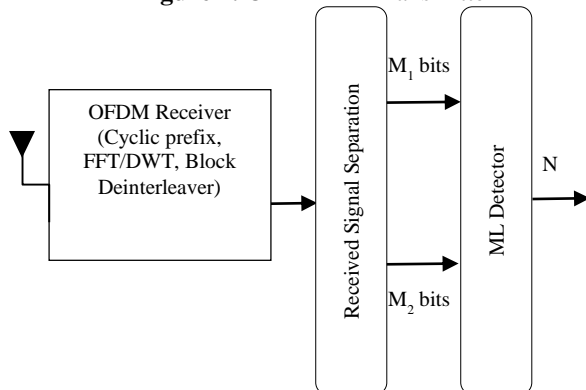 OFDM Receiver
(Cyclic prefix,
FFT/DWT, Block
Deinterleaver)
Received Signal Separation
M₁ bits
M₂ bits
ML Detector
N